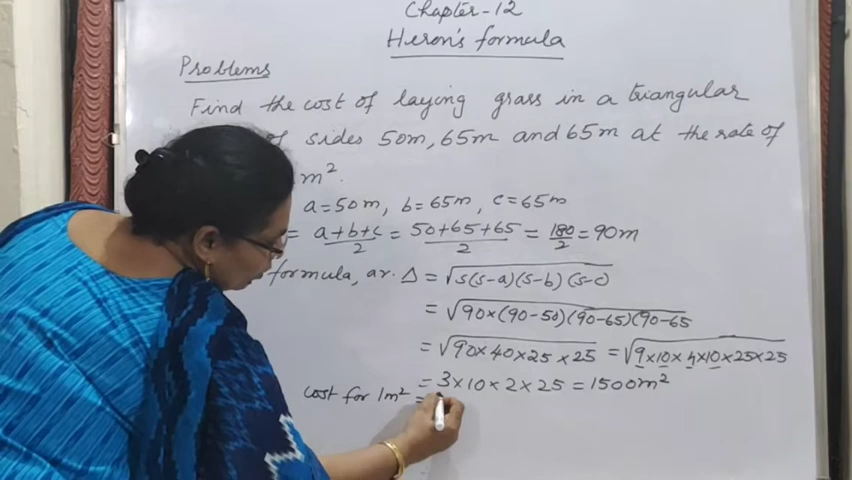 Chapter-12
Heron's formula
Problems
Find the cost of laying grass in a triangular
of sides 50m, 65m and 65m at the rate of
m².
a=50m, b=65m, c=65m
= a+b+c/2 = 50+65+65/2 = 180/2 = 90m
formula, ar. Δ = √s(s-a)(s-b)(s-c)
= √90×(90-50)(90-65)(90-65
= √90×40×25×25 = √9×10×4×10×25×25
= 3×10×2×25 = 1500m²
cost for 1m² =